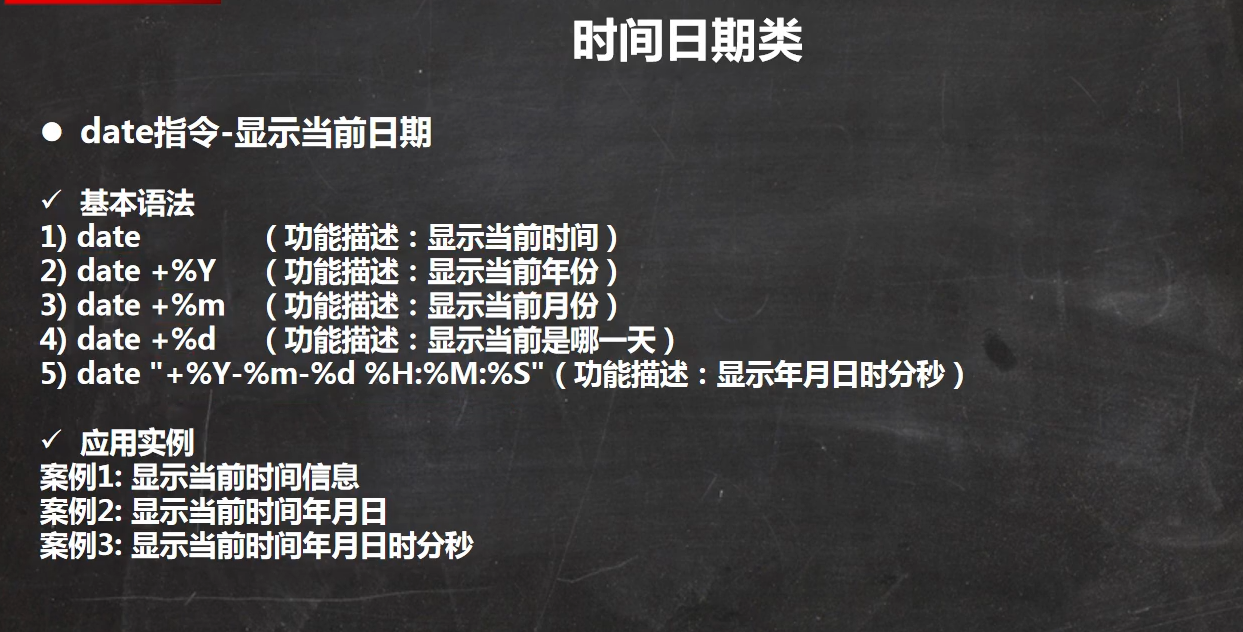 时间日期类
● date指令-显示当前日期
✓ 基本语法
1) date （功能描述：显示当前时间）
2) date +%Y （功能描述：显示当前年份）
3) date +%m （功能描述：显示当前月份）
4) date +%d （功能描述：显示当前是哪一天）
5) date "+%Y-%m-%d %H:%M:%S"（功能描述：显示年月日时分秒）
✓ 应用实例
案例1: 显示当前时间信息
案例2: 显示当前时间年月日
案例3: 显示当前时间年月日时分秒